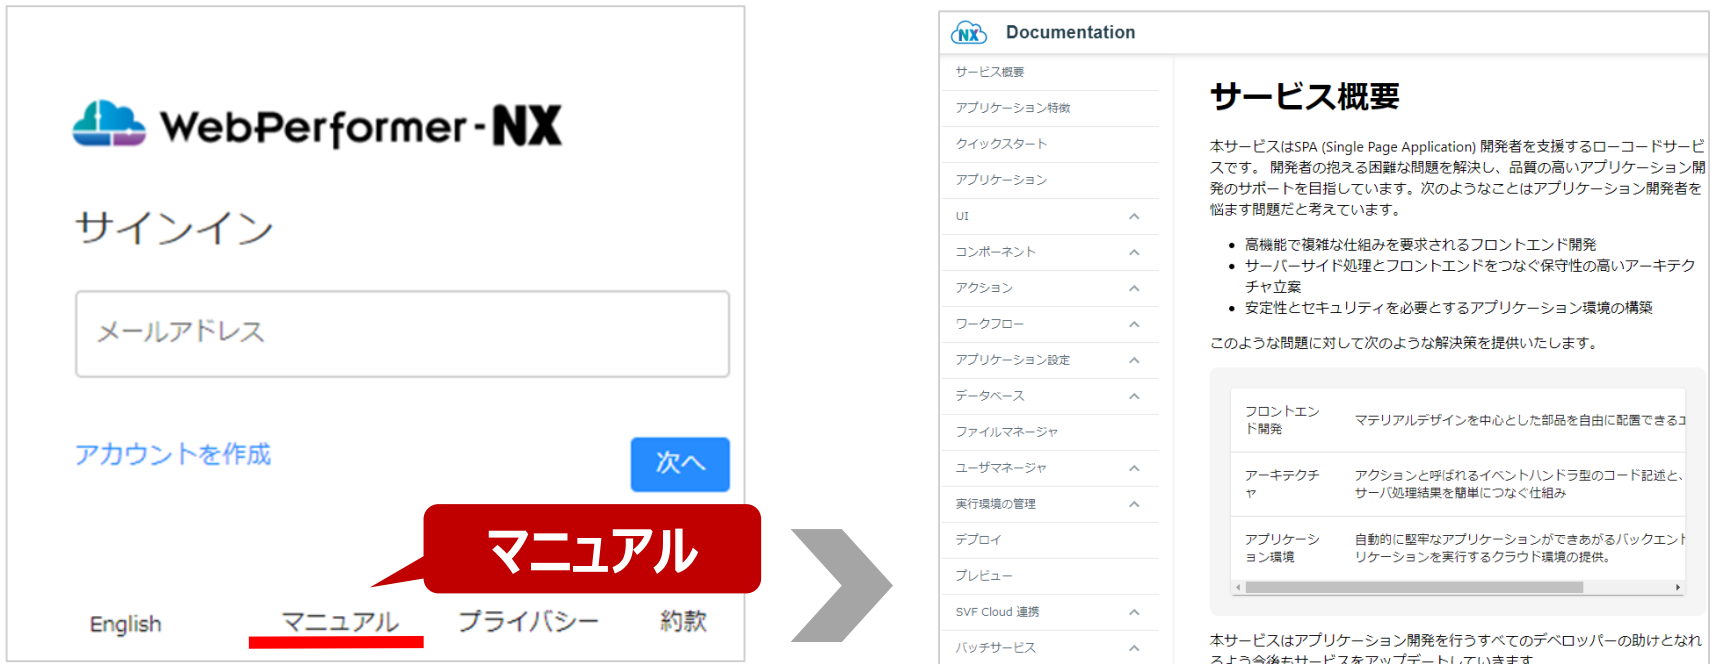 WebPerformer-NX
サインイン
メールアドレス
アカウントを作成
次へ
マニュアル
English
マニュアル
プライバシー
約款
NX Documentation
サービス概要
アプリケーション特徴
クイックスタート
アプリケーション
UI
コンポーネント
アクション
ワークフロー
アプリケーション設定
データベース
ファイルマネージャ
ユーザマネージャ
実行環境の管理
デプロイ
プレビュー
SVF Cloud 連携
バッチサービス
サービス概要
本サービスはSPA (Single Page Application) 開発者を支援するローコードサービ
スです。 開発者の抱える困難な問題を解決し、品質の高いアプリケーション開
発のサポートを目指しています。次のようなことはアプリケーション開発者を
悩ます問題だと考えています。
高機能で複雑な仕組みを要求されるフロントエンド開発
サーバーサイド処理とフロントエンドをつなぐ保守性の高いアーキテク
チャ立案
安定性とセキュリティを必要とするアプリケーション環境の構築
このような問題に対して次のような解決策を提供いたします。
フロントエン
ド開発
マテリアルデザインを中心とした部品を自由に配置できるエ
アーキテクチ
ャ
アクションと呼ばれるイベントハンドラ型のコード記述と、
サーバ処理結果を簡単につなぐ仕組み
アプリケーシ
ョン環境
自動的に堅牢なアプリケーションができあがるバックエント
リケーションを実行するクラウド環境の提供。
本サービスはアプリケーション開発を行うすべてのデベロッパーの助けとなれ
るよう今後もサービスをアップデートしていきます